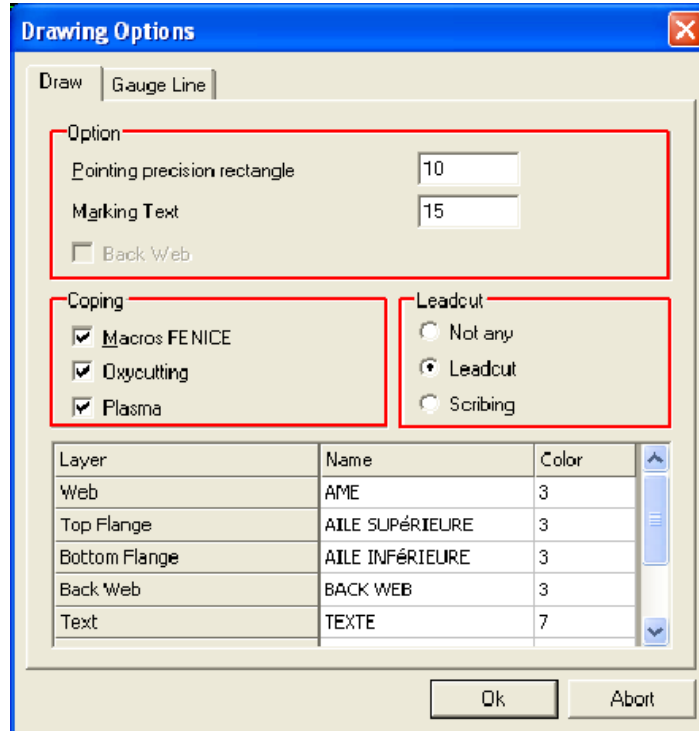 Drawing Options
Draw
Gauge Line
Option
Pointing precision rectangle 10
Marking Text 15
Back Web
Coping
Macros FENICE
Oxycutting
Plasma
Leadcut
Not any
Leadcut
Scribing
Layer Name Color
Web AME 3
Top Flange AILE SUPéRIEURE 3
Bottom Flange AILE INFéRIEURE 3
Back Web BACK WEB 3
Text TEXTE 7
Ok
Abort